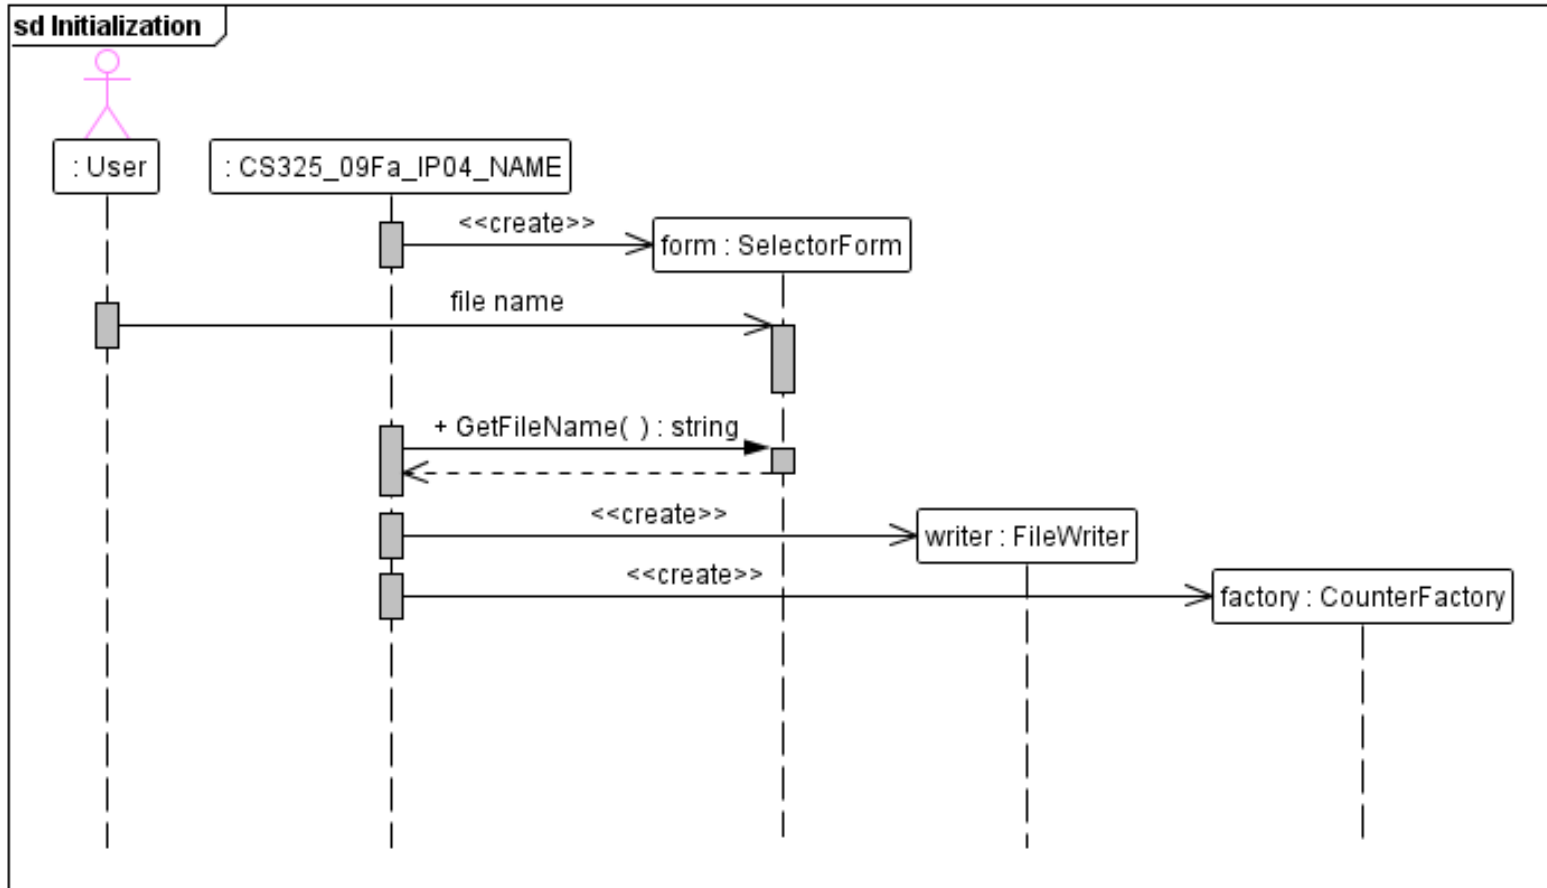 sd Initialization
: User
: CS325_09Fa_IP04_NAME
<<create>>
form : SelectorForm
file name
+ GetFileName( ) : string
<<create>>
writer : FileWriter
<<create>>
factory : CounterFactory